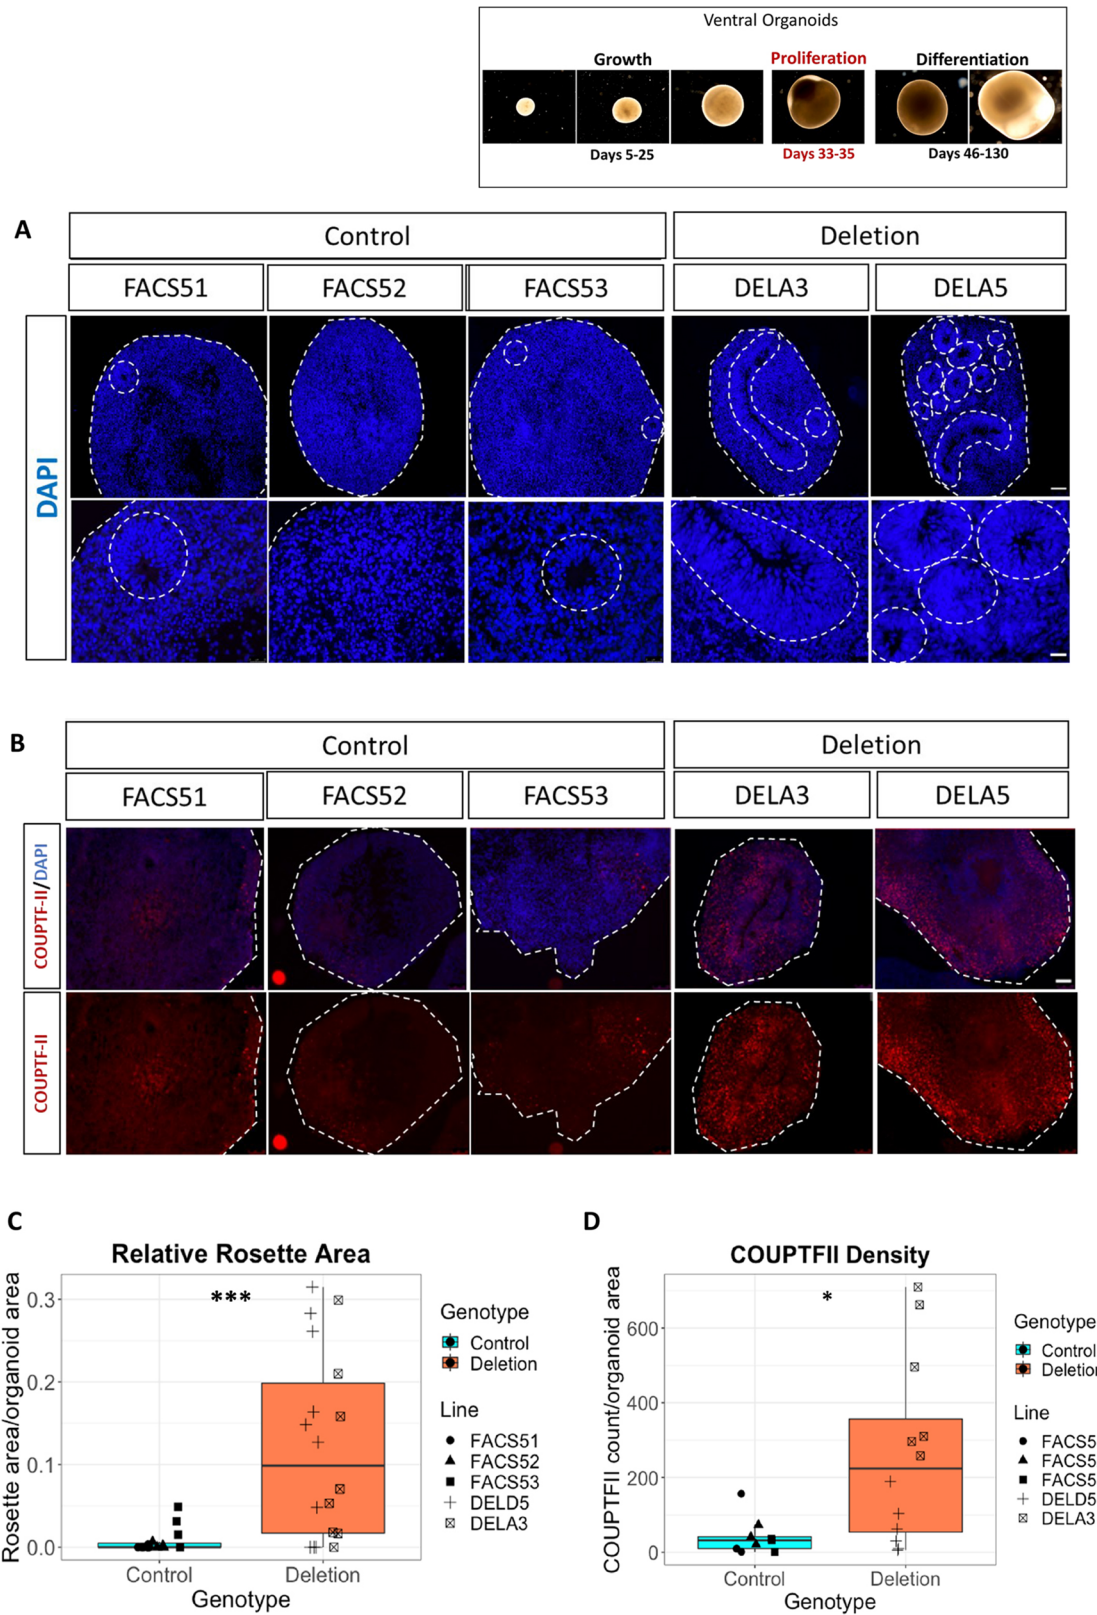 Ventral Organoids
Growth Proliferation Differentiation
Days 5-25 Days 33-35 Days 46-130
A
Control Deletion
FACS51 FACS52 FACS53 DELA3 DELA5
DAPI
B
Control Deletion
FACS51 FACS52 FACS53 DELA3 DELA5
COUPTF-II/DAPI
COUPTF-II
C
Relative Rosette Area
***
Rosette area/organoid area
0.3
0.2
0.1
0.0
Control Deletion
Genotype
Genotype
Control
Deletion
Line
FACS51
FACS52
FACS53
DELD5
DELA3
D
COUPTFII Density
*
COUPTFII count/organoid area
600
400
200
0
Control Deletion
Genotype
Genotype
Control
Deletion
Line
FACS5
FACS5
FACS5
DELD5
DELA3